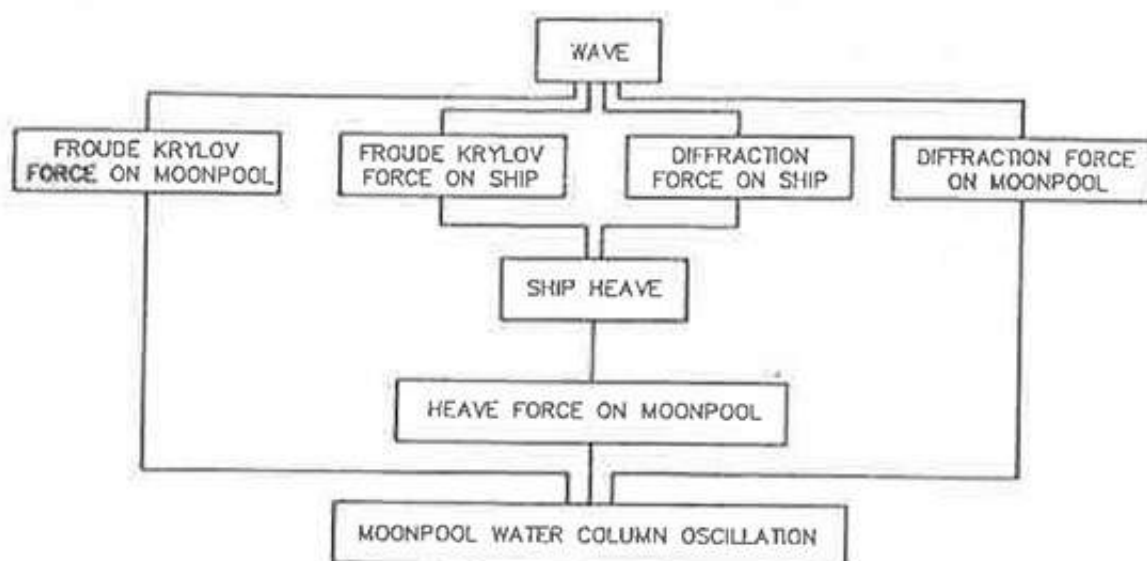 WAVE
FROUDE KRYLOV
FORCE ON MOONPOOL
FROUDE KRYLOV
FORCE ON SHIP
DIFFRACTION
FORCE ON SHIP
DIFFRACTION FORCE
ON MOONPOOL
SHIP HEAVE
HEAVE FORCE ON MOONPOOL
MOONPOOL WATER COLUMN OSCILLATION